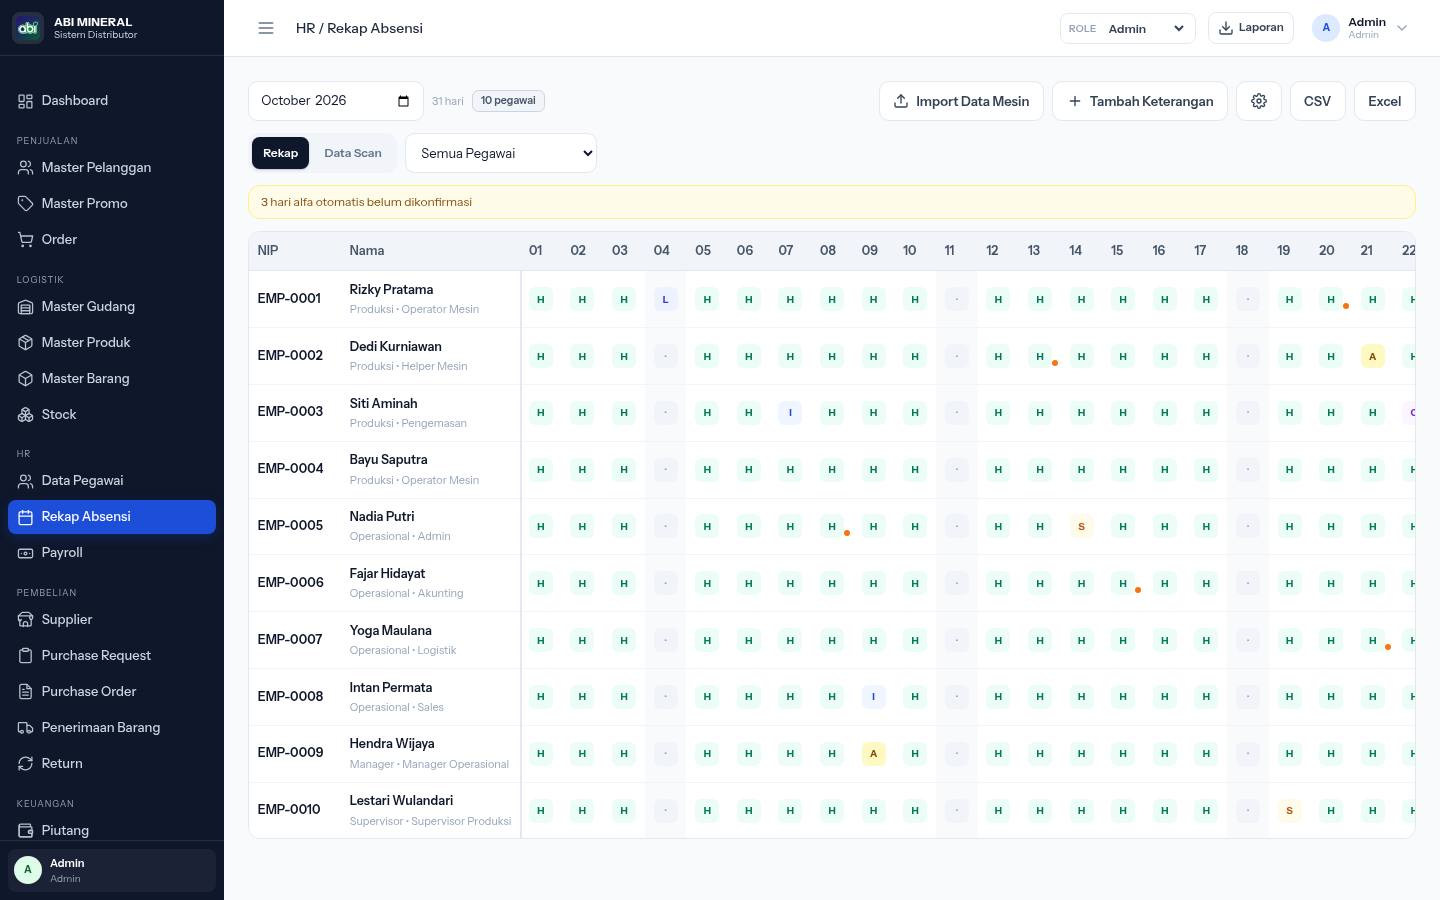 abi
ABI MINERAL
Sistem Distributor
Dashboard
PENJUALAN
Master Pelanggan
Master Promo
Order
LOGISTIK
Master Gudang
Master Produk
Master Barang
Stock
HR
Data Pegawai
Rekap Absensi
Payroll
PEMBELIAN
Supplier
Purchase Request
Purchase Order
Penerimaan Barang
Return
KEUANGAN
Piutang
A Admin
Admin
HR / Rekap Absensi
ROLE Admin
Laporan
A Admin
Admin
October 2026
31 hari
10 pegawai
Import Data Mesin
Tambah Keterangan
CSV
Excel
Rekap
Data Scan
Semua Pegawai
3 hari alfa otomatis belum dikonfirmasi
NIP Nama 01 02 03 04 05 06 07 08 09 10 11 12 13 14 15 16 17 18 19 20 21 22
EMP-0001 Rizky Pratama H H H L H H H H H H · H H H H H H · H H H H
Produksi • Operator Mesin
EMP-0002 Dedi Kurniawan H H H · H H H H H H · H H H H H H · H H A H
Produksi • Helper Mesin
EMP-0003 Siti Aminah H H H · H H I H H H · H H H H H H · H H H
Produksi • Pengemasan
EMP-0004 Bayu Saputra H H H · H H H H H H · H H H H H H · H H H H
Produksi • Operator Mesin
EMP-0005 Nadia Putri H H H · H H H H H H · H H S H H H · H H H H
Operasional • Admin
EMP-0006 Fajar Hidayat H H H · H H H H H H · H H H H H H · H H H H
Operasional • Akunting
EMP-0007 Yoga Maulana H H H · H H H H H H · H H H H H H · H H H H
Operasional • Logistik
EMP-0008 Intan Permata H H H · H H H H I H · H H H H H H · H H H H
Operasional • Sales
EMP-0009 Hendra Wijaya H H H · H H H H A H · H H H H H H · H H H H
Manager • Manager Operasional
EMP-0010 Lestari Wulandari H H H · H H H H H H · H H H H H H · S H H H
Supervisor • Supervisor Produksi